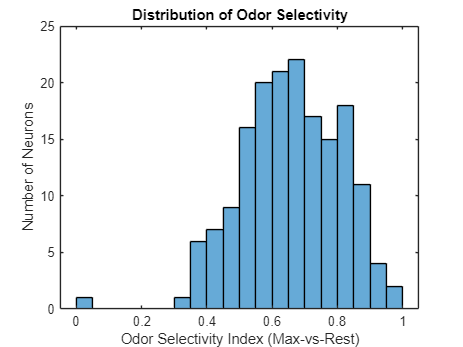 Distribution of Odor Selectivity
25
20
15
10
5
0
Number of Neurons
0 0.2 0.4 0.6 0.8 1
Odor Selectivity Index (Max-vs-Rest)